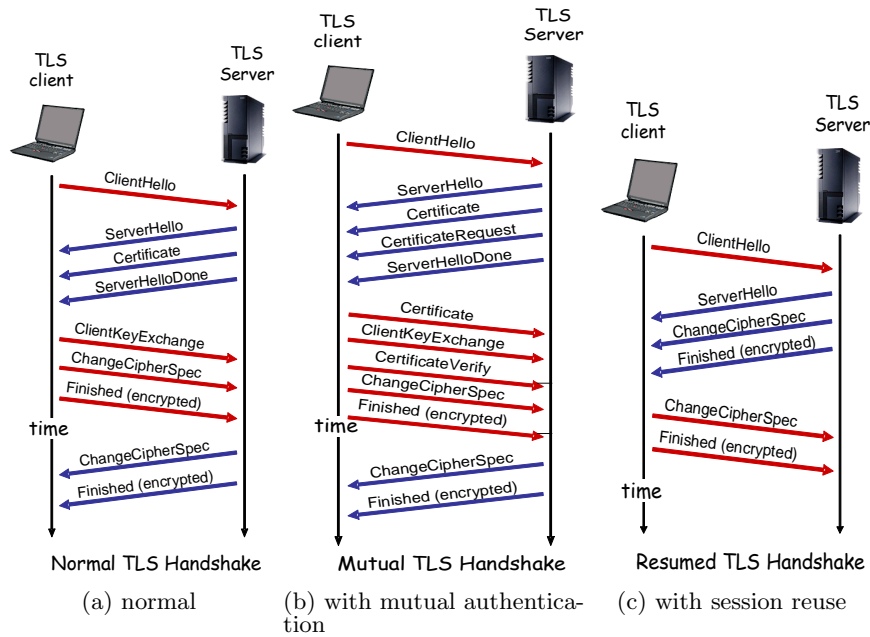 TLS
client
TLS
Server
ClientHello
ServerHello
Certificate
ServerHelloDone
ClientKeyExchange
ChangeCipherSpec
Finished (encrypted)
time
ChangeCipherSpec
Finished (encrypted)
Normal TLS Handshake
(a) normal
TLS
client
TLS
Server
ClientHello
ServerHello
Certificate
CertificateRequest
ServerHelloDone
Certificate
ClientKeyExchange
CertificateVerify
ChangeCipherSpec
Finished (encrypted)
time
ChangeCipherSpec
Finished (encrypted)
Mutual TLS Handshake
(b) with mutual authentica-
tion
TLS
client
TLS
Server
ClientHello
ServerHello
ChangeCipherSpec
Finished (encrypted)
ChangeCipherSpec
Finished (encrypted)
time
Resumed TLS Handshake
(c) with session reuse